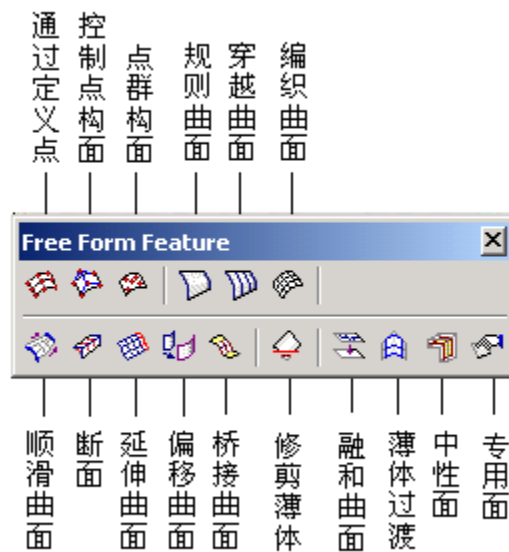 通过定义点
控制点构面
点群构面
规则曲面
穿越曲面
编织曲面
Free Form Feature
顺滑曲面
断面
延伸曲面
偏移曲面
桥接曲面
修剪薄体
融和曲面
薄体过渡
中性面
专用面